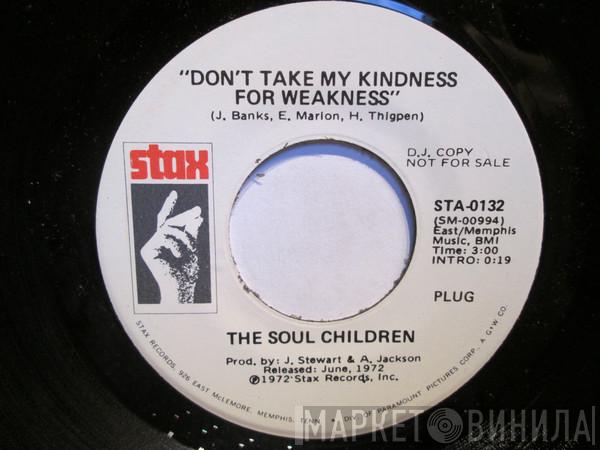 "DON'T TAKE MY KINDNESS
FOR WEAKNESS"
(J. Banks, E. Marion, H. Thigpen)
stax
D.J. COPY
NOT FOR SALE
STA-0132
(SM-00994)
East/Memphis
Music, BMI
Time: 3:00
INTRO: 0:19
PLUG
THE SOUL CHILDREN
Prod. by: J. Stewart & A. Jackson
Released: June, 1972
℗1972 Stax Records, Inc.
STAX RECORDS, 926 EAST McLEMORE, MEMPHIS, TENN. • DIV. OF PARAMOUNT PICTURES CORP., A G+W CO.
МАРКЕТ ВИНИЛА